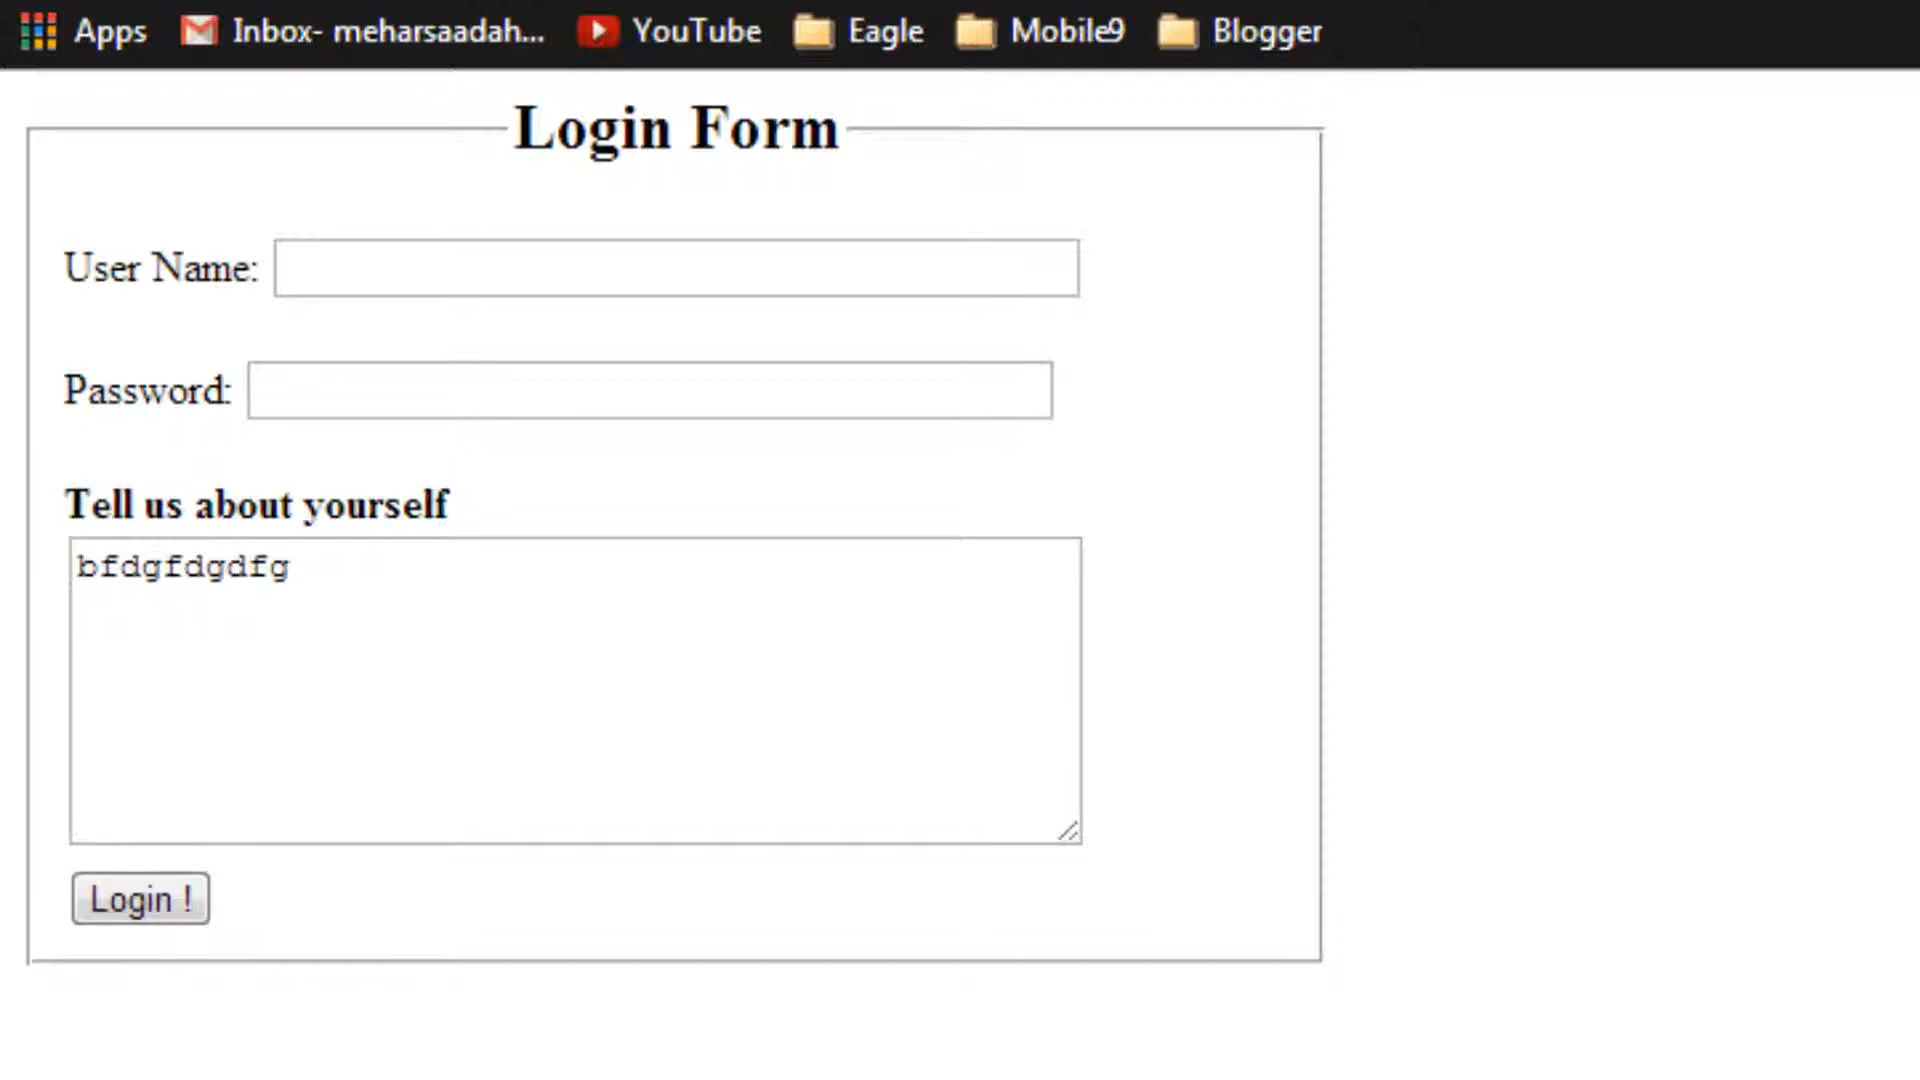 Apps Inbox- meharsaadah... YouTube Eagle Mobile9 Blogger
Login Form
User Name:
Password:
Tell us about yourself
bfdgfdgdfg
Login !